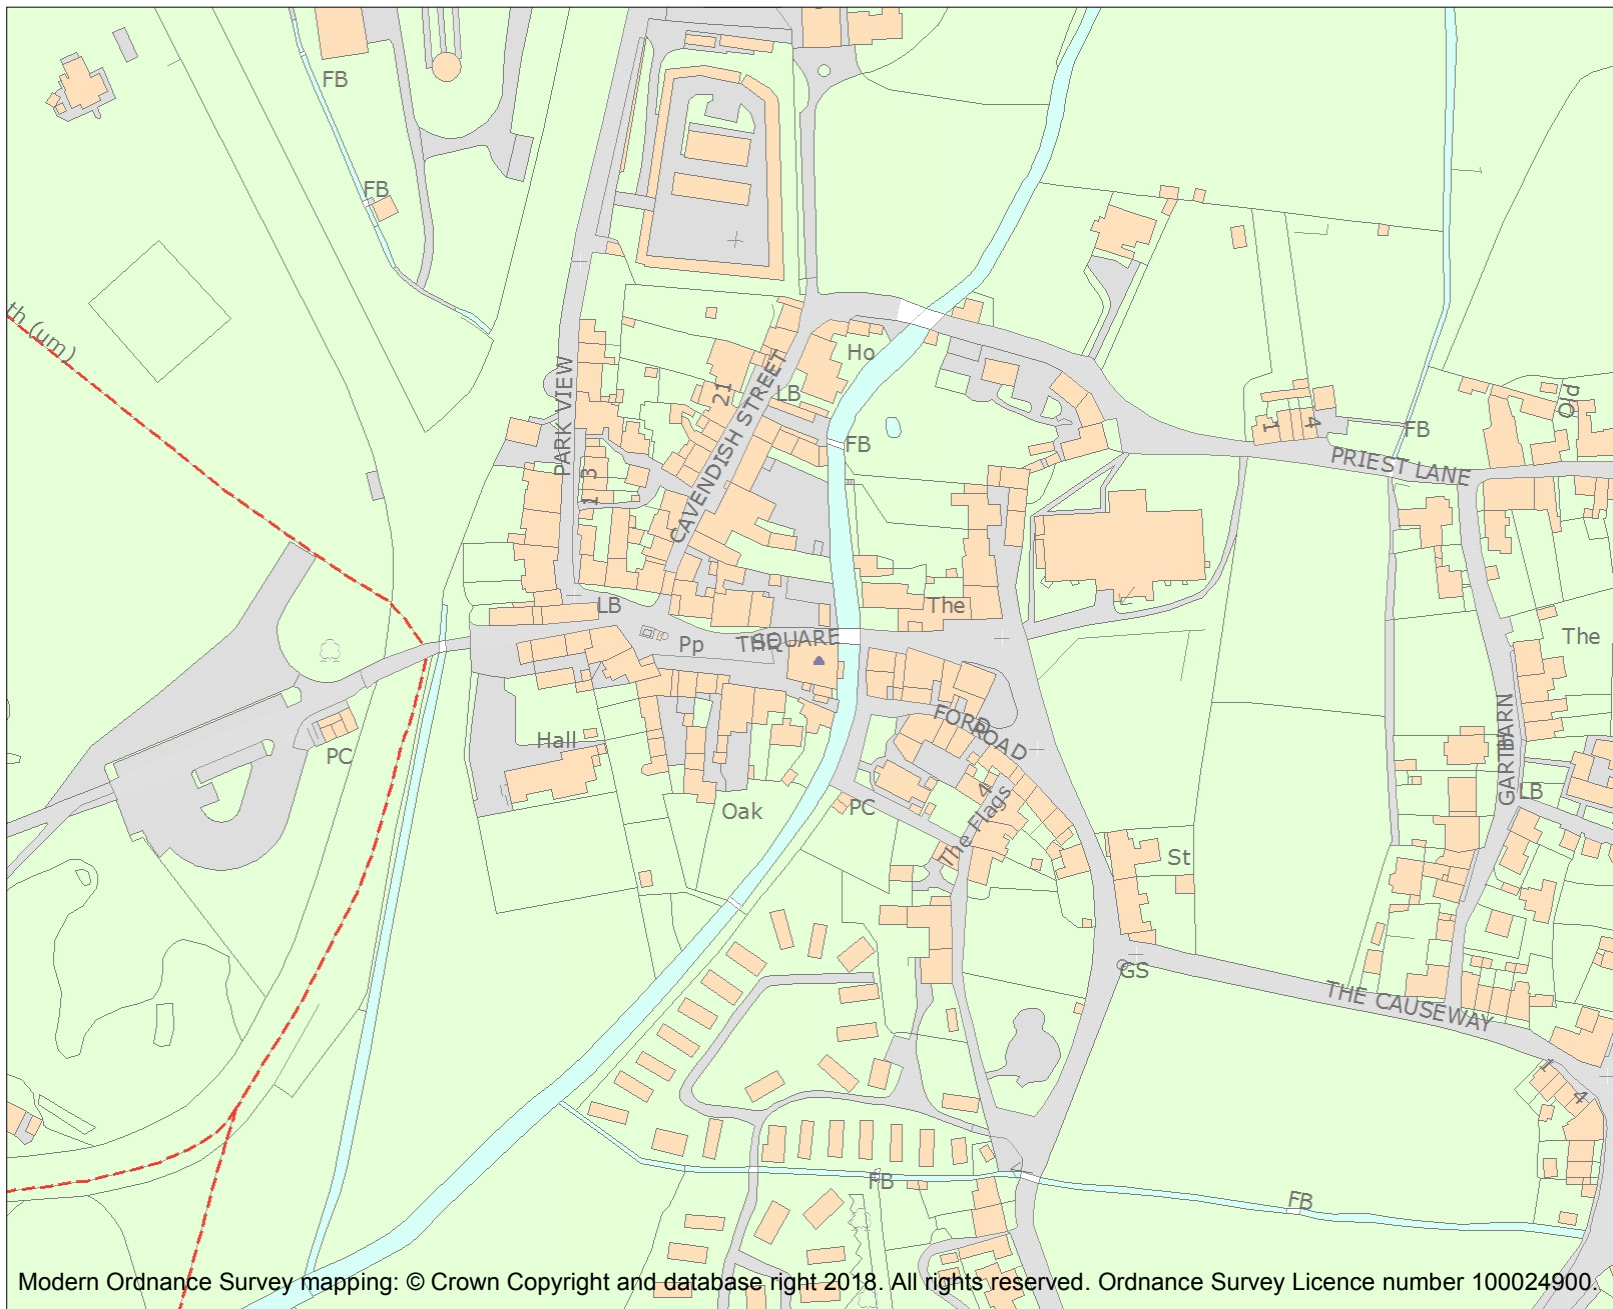 FB
FB
th (um)
Ho
PARK VIEW
21
LB
CAVENDISH STREET
FB
Old
1
4
FB
PRIEST LANE
3
1
LB
The
Pp
THE
SQUARE
The
FORD
ROAD
Hall
PC
GARTH
BARN
4
LB
Oak
PC
The Flags
St
GS
THE CAUSEWAY
1
4
FB
FB
Modern Ordnance Survey mapping: © Crown Copyright and database right 2018. All rights reserved. Ordnance Survey Licence number 100024900.